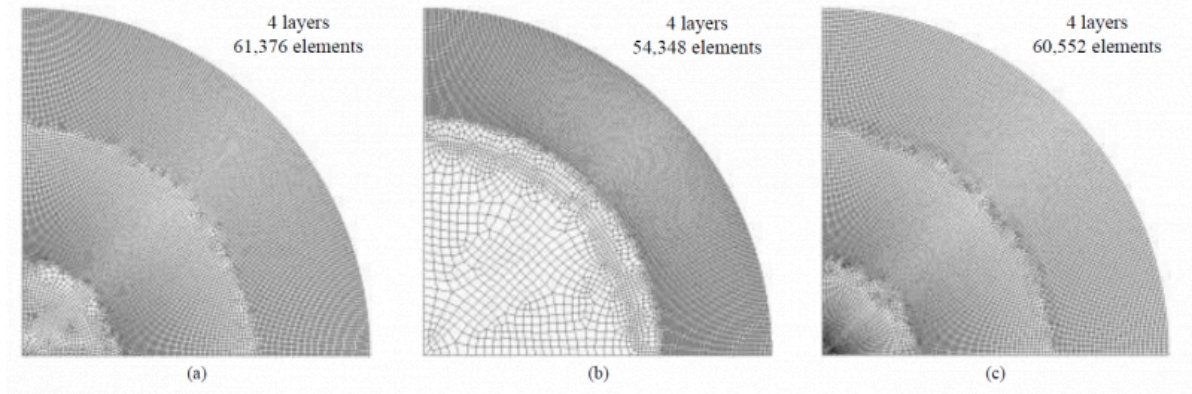 4 layers
61,376 elements
4 layers
54,348 elements
4 layers
60,552 elements
(a)
(b)
(c)